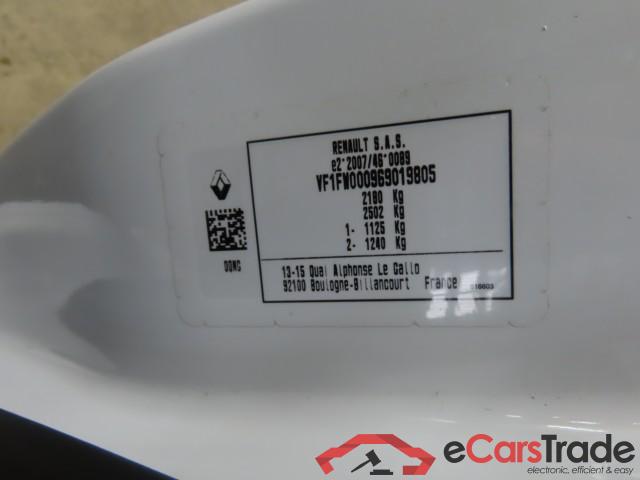 RENAULT S.A.S.
e2*2007/46*0089
VF1FW000969019805
2180 Kg
2502 Kg
1- 1125 Kg
2- 1240 Kg
QQNG
13-15 Quai Alphonse Le Gallo
92100 Boulogne-Billancourt France
eCarsTrade
electronic, efficient & easy